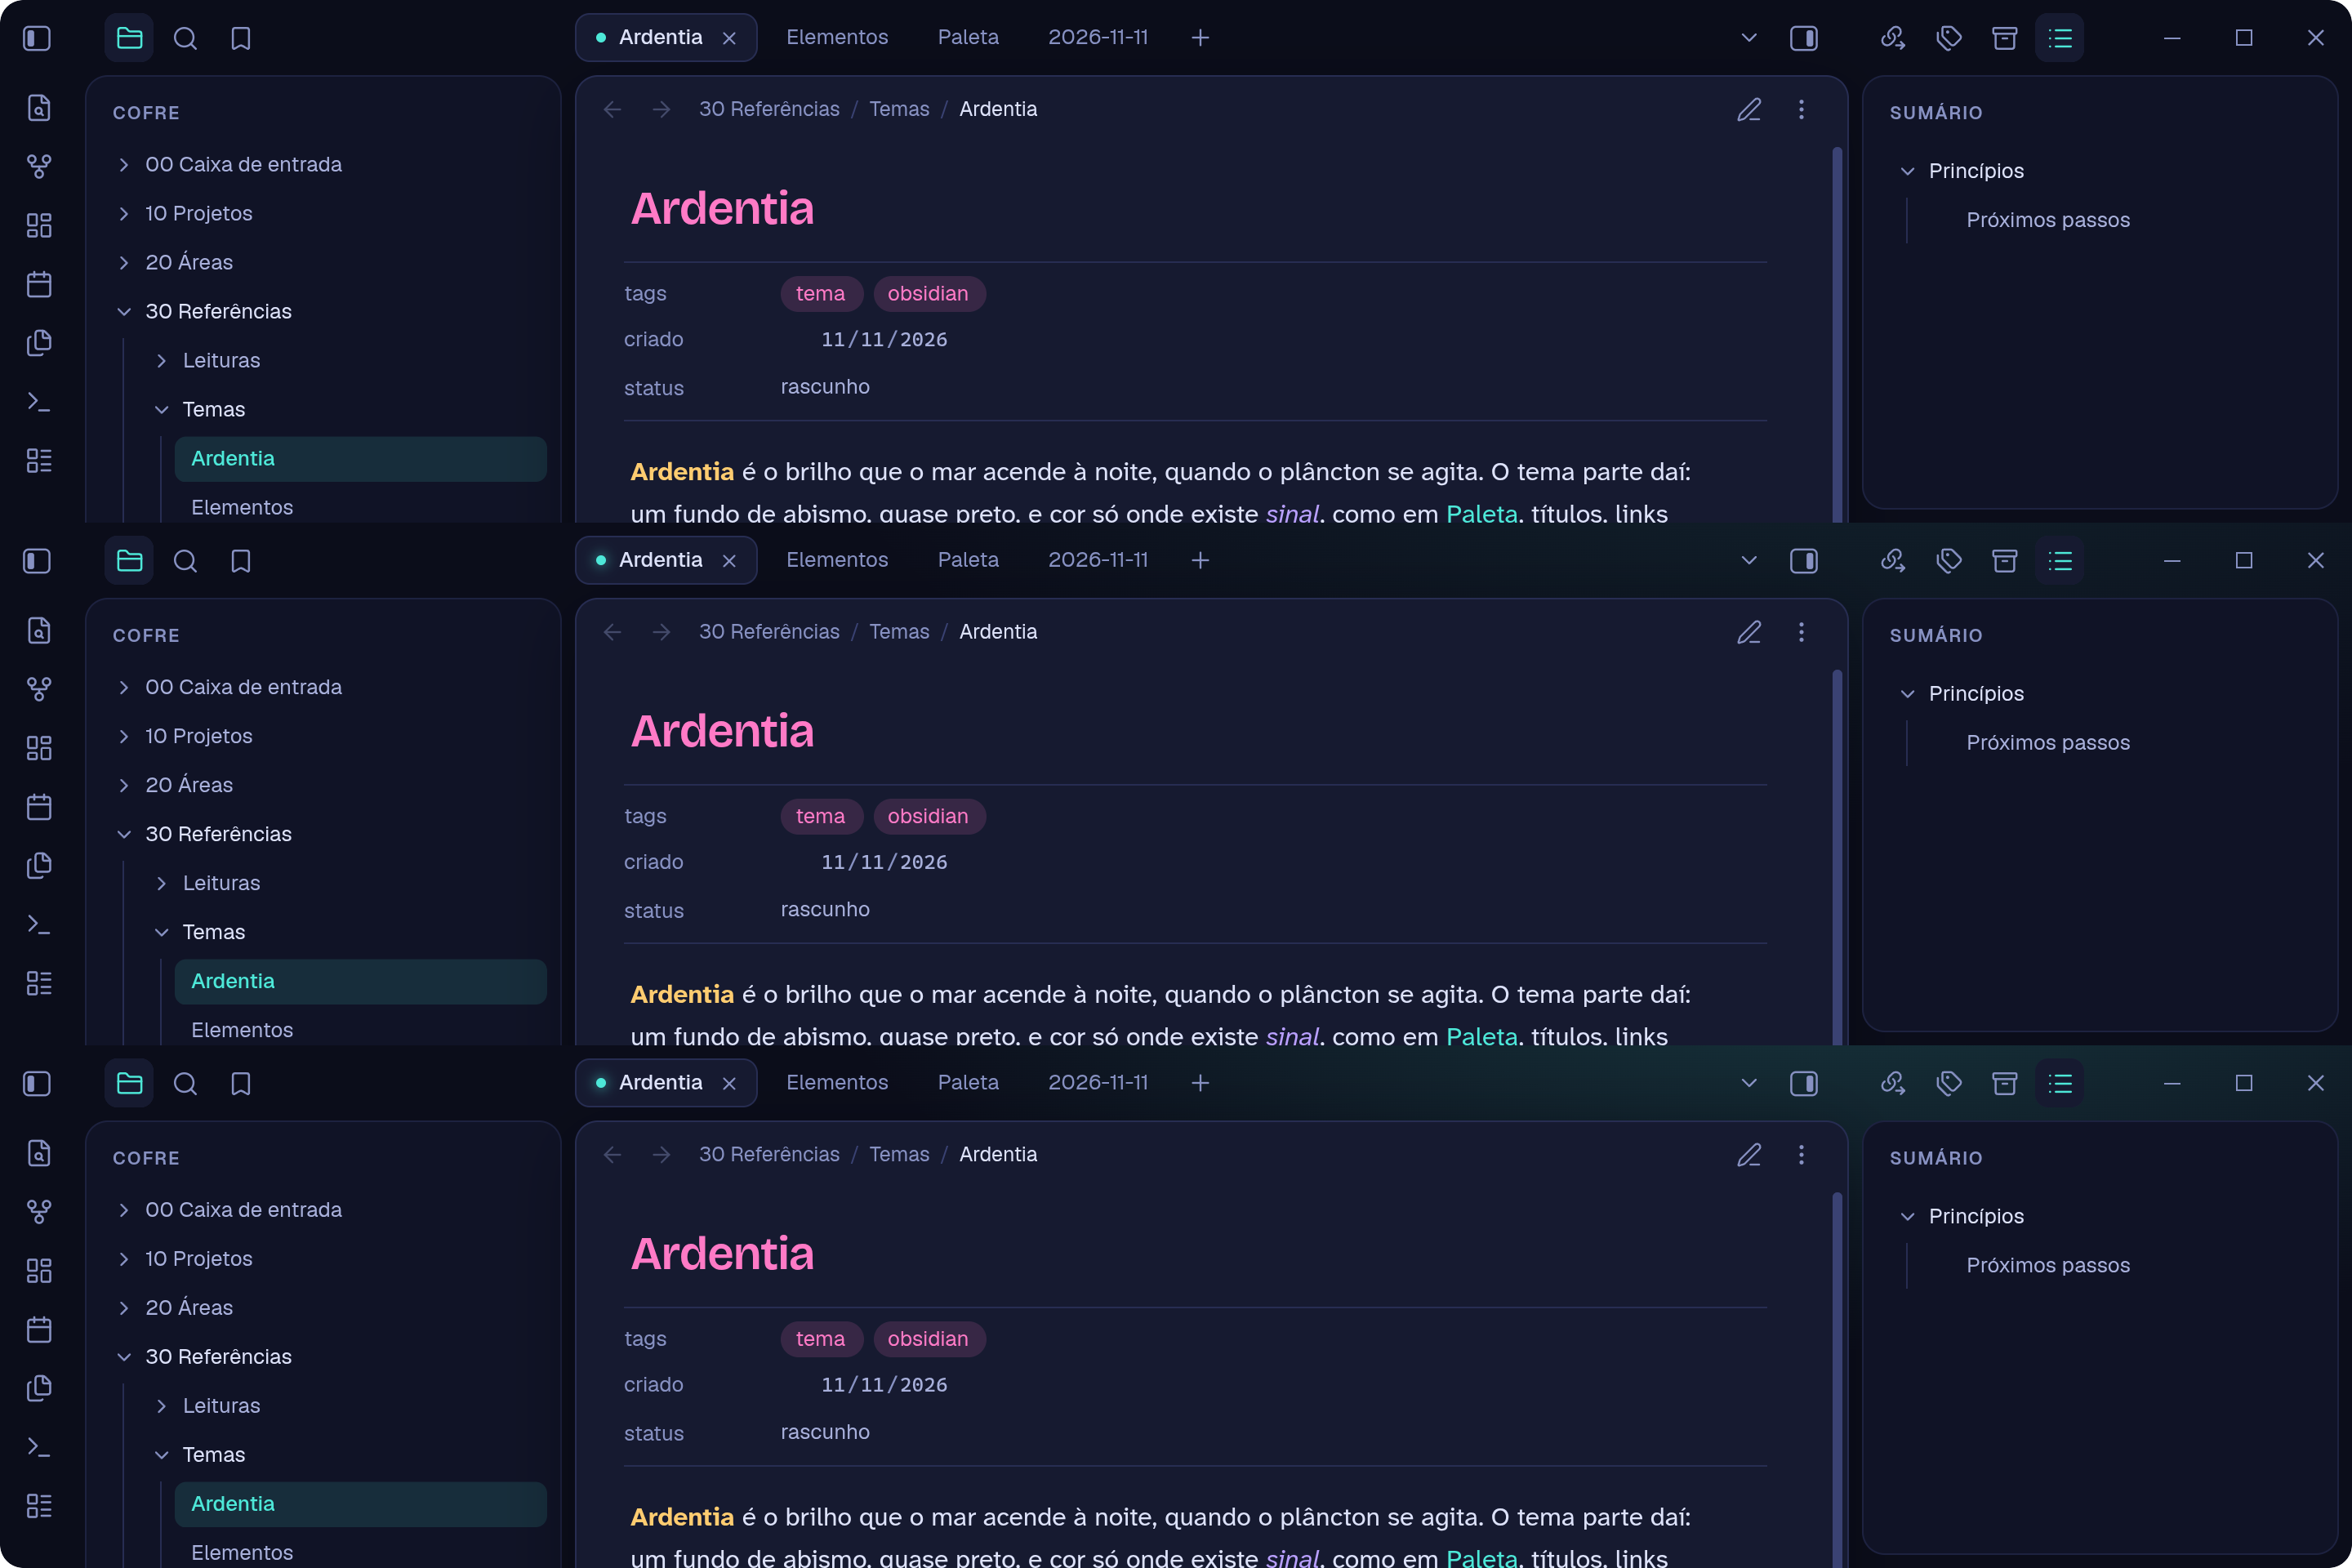 Ardentia
Elementos
Paleta
2026-11-11
COFRE
00 Caixa de entrada
10 Projetos
20 Áreas
30 Referências
Leituras
Temas
Ardentia
Elementos
30 Referências / Temas / Ardentia
Ardentia
tags tema obsidian
criado 11/11/2026
status rascunho
Ardentia é o brilho que o mar acende à noite, quando o plâncton se agita. O tema parte daí:
um fundo de abismo, quase preto, e cor só onde existe sinal, como em Paleta, títulos, links
SUMÁRIO
Princípios
Próximos passos
Ardentia
Elementos
Paleta
2026-11-11
COFRE
00 Caixa de entrada
10 Projetos
20 Áreas
30 Referências
Leituras
Temas
Ardentia
Elementos
30 Referências / Temas / Ardentia
Ardentia
tags tema obsidian
criado 11/11/2026
status rascunho
Ardentia é o brilho que o mar acende à noite, quando o plâncton se agita. O tema parte daí:
um fundo de abismo, quase preto, e cor só onde existe sinal, como em Paleta, títulos, links
SUMÁRIO
Princípios
Próximos passos
Ardentia
Elementos
Paleta
2026-11-11
COFRE
00 Caixa de entrada
10 Projetos
20 Áreas
30 Referências
Leituras
Temas
Ardentia
Elementos
30 Referências / Temas / Ardentia
Ardentia
tags tema obsidian
criado 11/11/2026
status rascunho
Ardentia é o brilho que o mar acende à noite, quando o plâncton se agita. O tema parte daí:
um fundo de abismo, quase preto, e cor só onde existe sinal, como em Paleta, títulos, links
SUMÁRIO
Princípios
Próximos passos